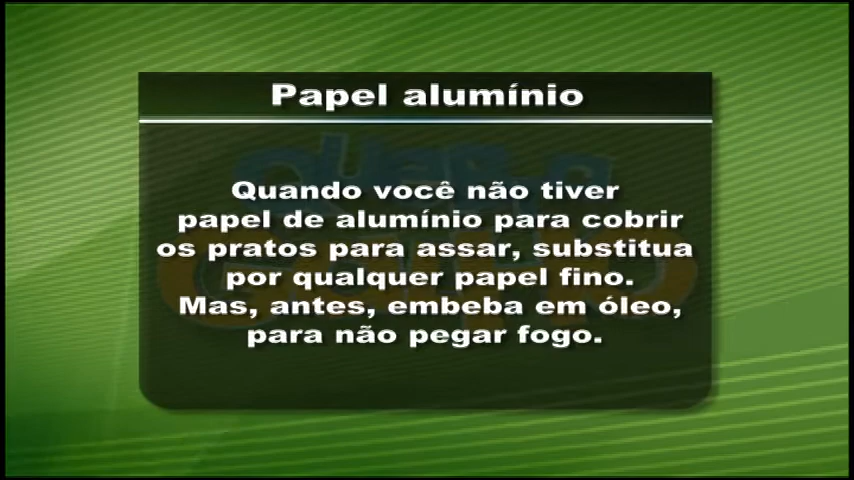 Papel alumínio
Quando você não tiver
papel de alumínio para cobrir
os pratos para assar, substitua
por qualquer papel fino.
Mas, antes, embeba em óleo,
para não pegar fogo.